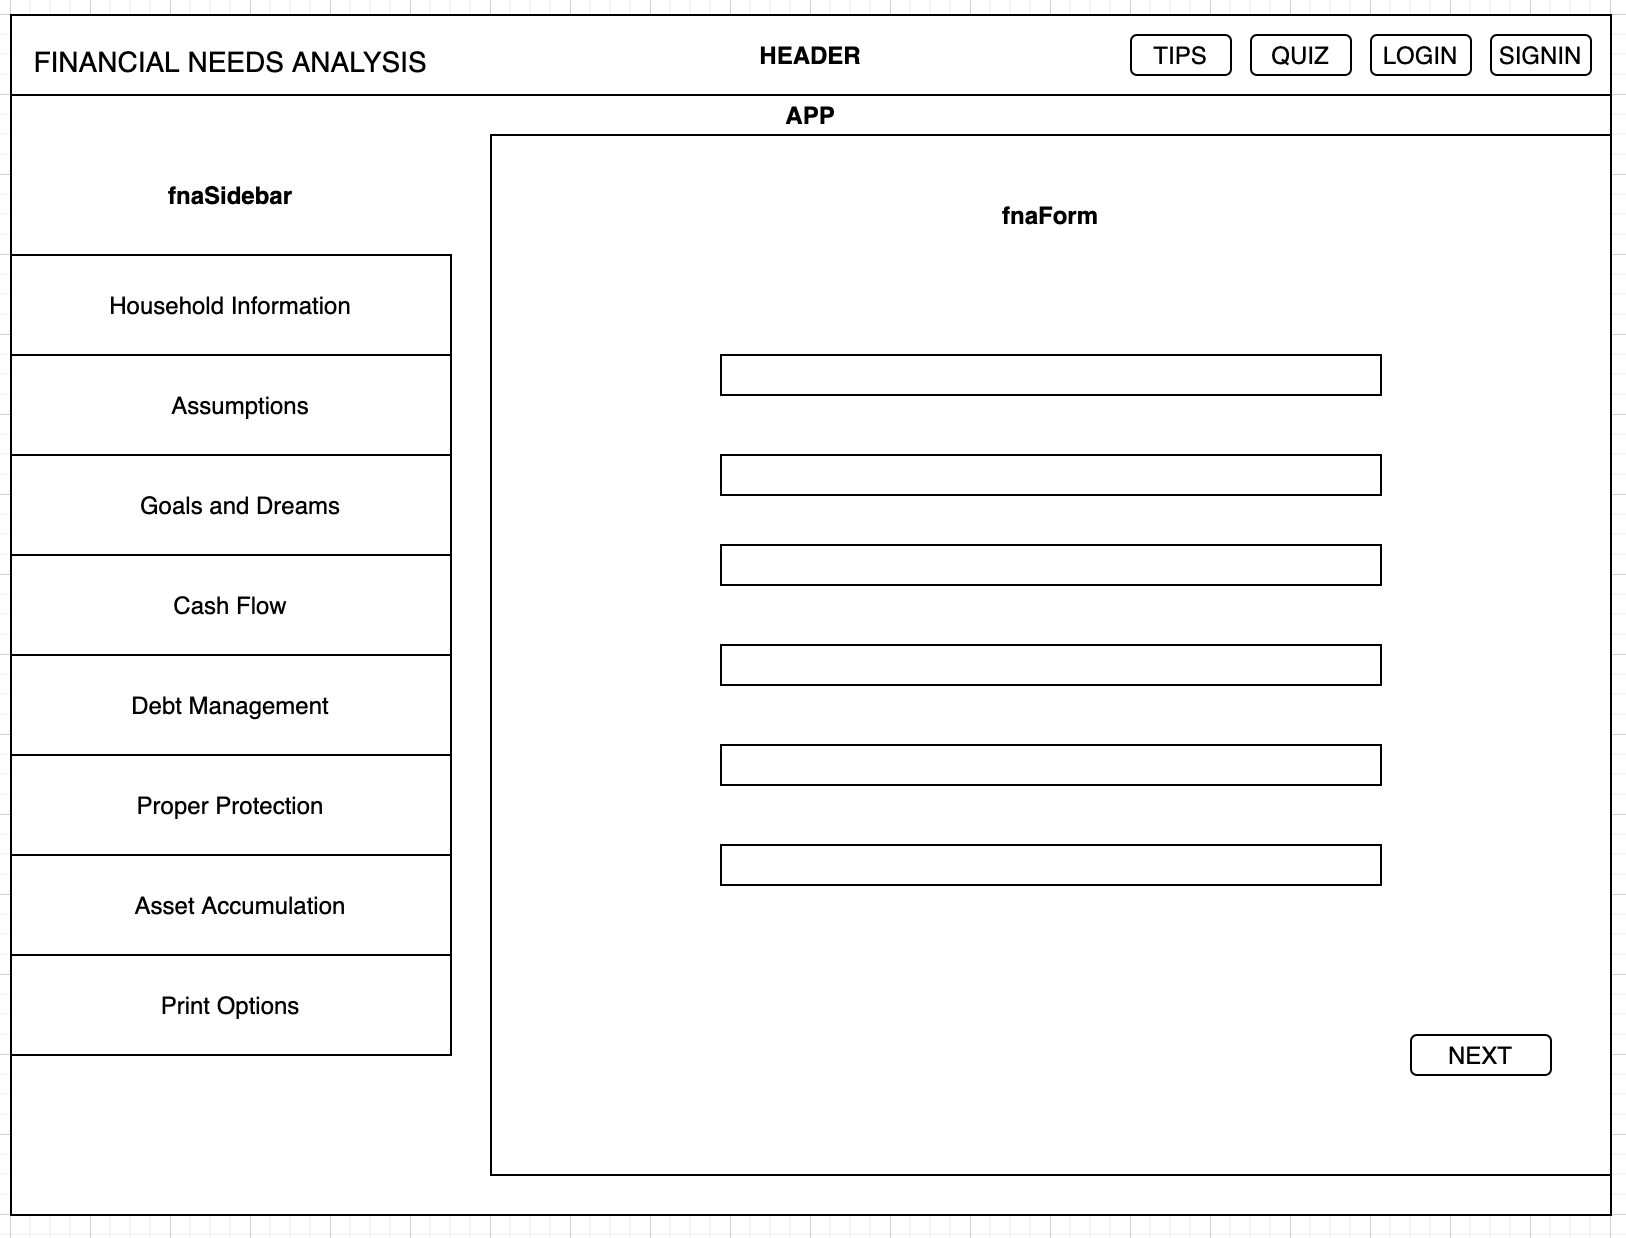 FINANCIAL NEEDS ANALYSIS
HEADER
TIPS
QUIZ
LOGIN
SIGNIN
APP
fnaSidebar
fnaForm
Household Information
Assumptions
Goals and Dreams
Cash Flow
Debt Management
Proper Protection
Asset Accumulation
Print Options
NEXT